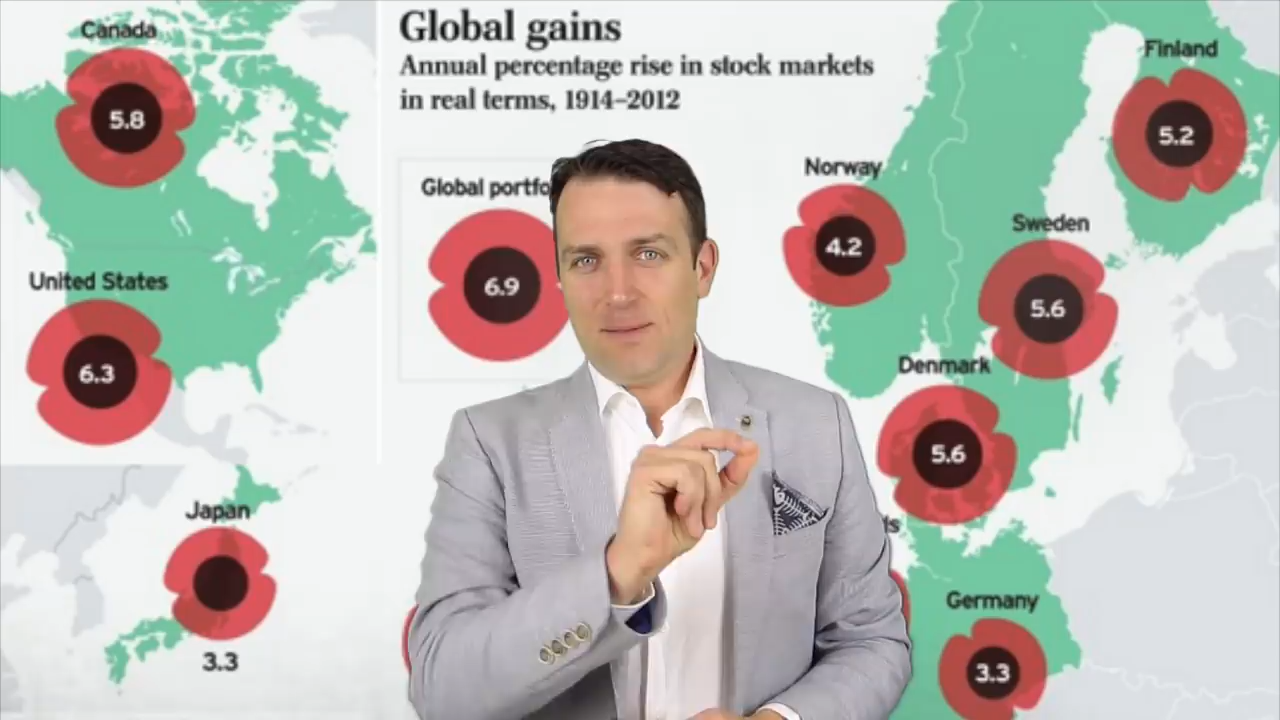 Global gains
Annual percentage rise in stock markets
in real terms, 1914–2012
Canada
5.8
United States
6.3
Japan
3.3
Global
6.9
Norway
4.2
Finland
5.2
Sweden
5.6
Denmark
5.6
Germany
3.3